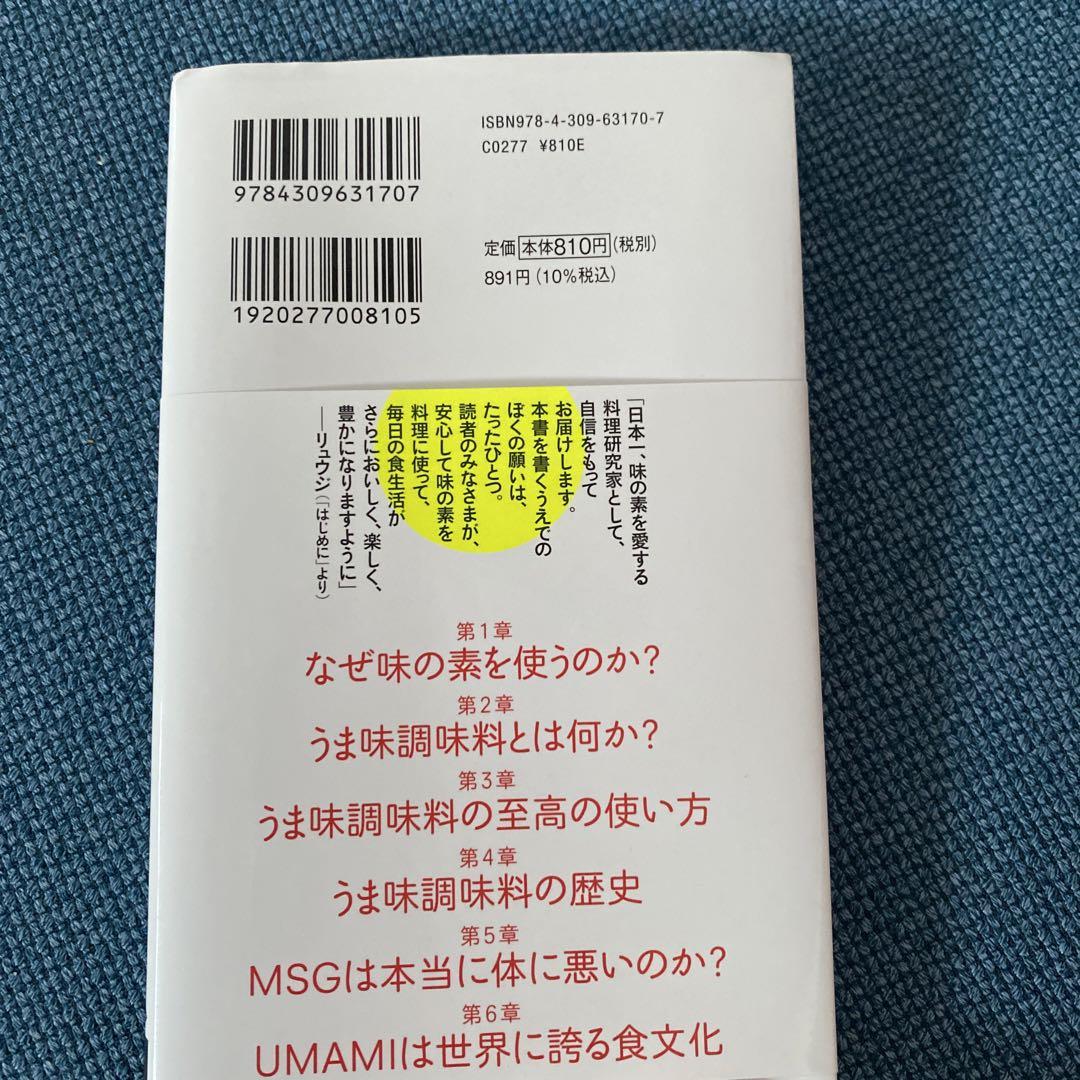 ISBN978-4-309-63170-7
C0277 ¥810E
9784309631707
1920277008105
定価 本体810円(税別)
891円(10%税込)
「日本一、味の素を愛する
料理研究家として、
自信をもって
お届けします。
本書を書くうえでの
ぼくの願いは、
たったひとつ。
読者のみなさまが、
安心して味の素を
料理に使って、
毎日の食生活が
さらにおいしく、楽しく、
豊かになりますように」
──リュウジ(「はじめに」より)
第1章
なぜ味の素を使うのか?
第2章
うま味調味料とは何か?
第3章
うま味調味料の至高の使い方
第4章
うま味調味料の歴史
第5章
MSGは本当に体に悪いのか?
第6章
UMAMIは世界に誇る食文化